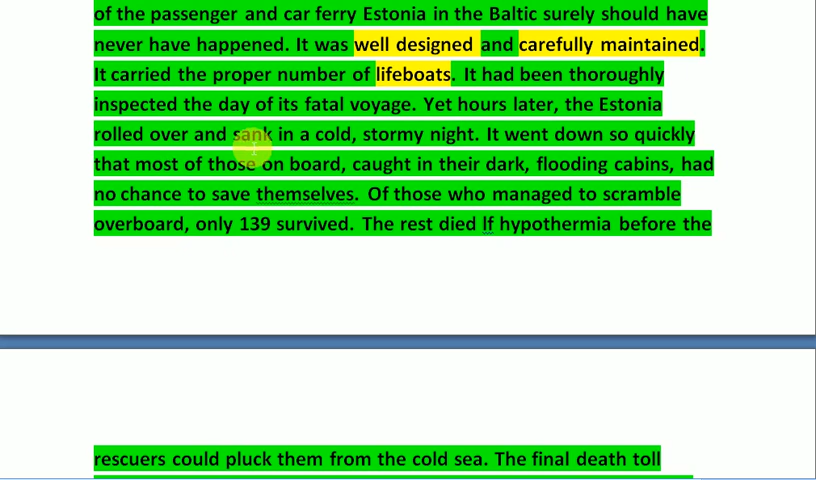 of the passenger and car ferry Estonia in the Baltic surely should have
never have happened. It was well designed and carefully maintained.
It carried the proper number of lifeboats. It had been thoroughly
inspected the day of its fatal voyage. Yet hours later, the Estonia
rolled over and sank in a cold, stormy night. It went down so quickly
that most of those on board, caught in their dark, flooding cabins, had
no chance to save themselves. Of those who managed to scramble
overboard, only 139 survived. The rest died lf hypothermia before the
rescuers could pluck them from the cold sea. The final death toll